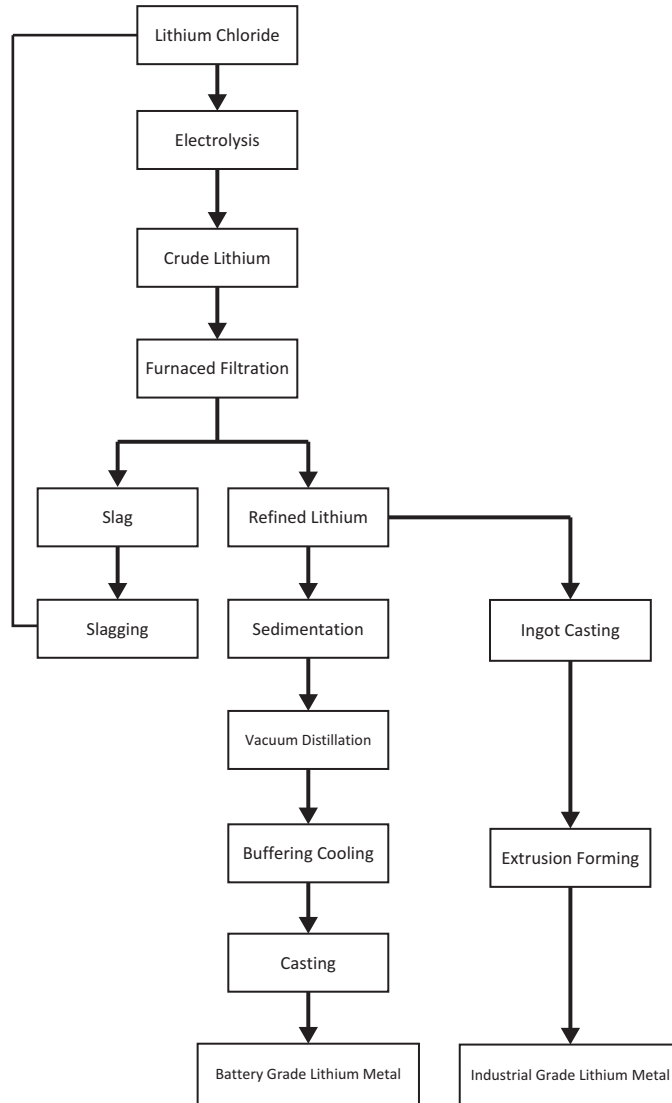 Lithium Chloride
Electrolysis
Crude Lithium
Furnaced Filtration
Slag
Refined Lithium
Slagging
Sedimentation
Ingot Casting
Vacuum Distillation
Buffering Cooling
Extrusion Forming
Casting
Battery Grade Lithium Metal
Industrial Grade Lithium Metal